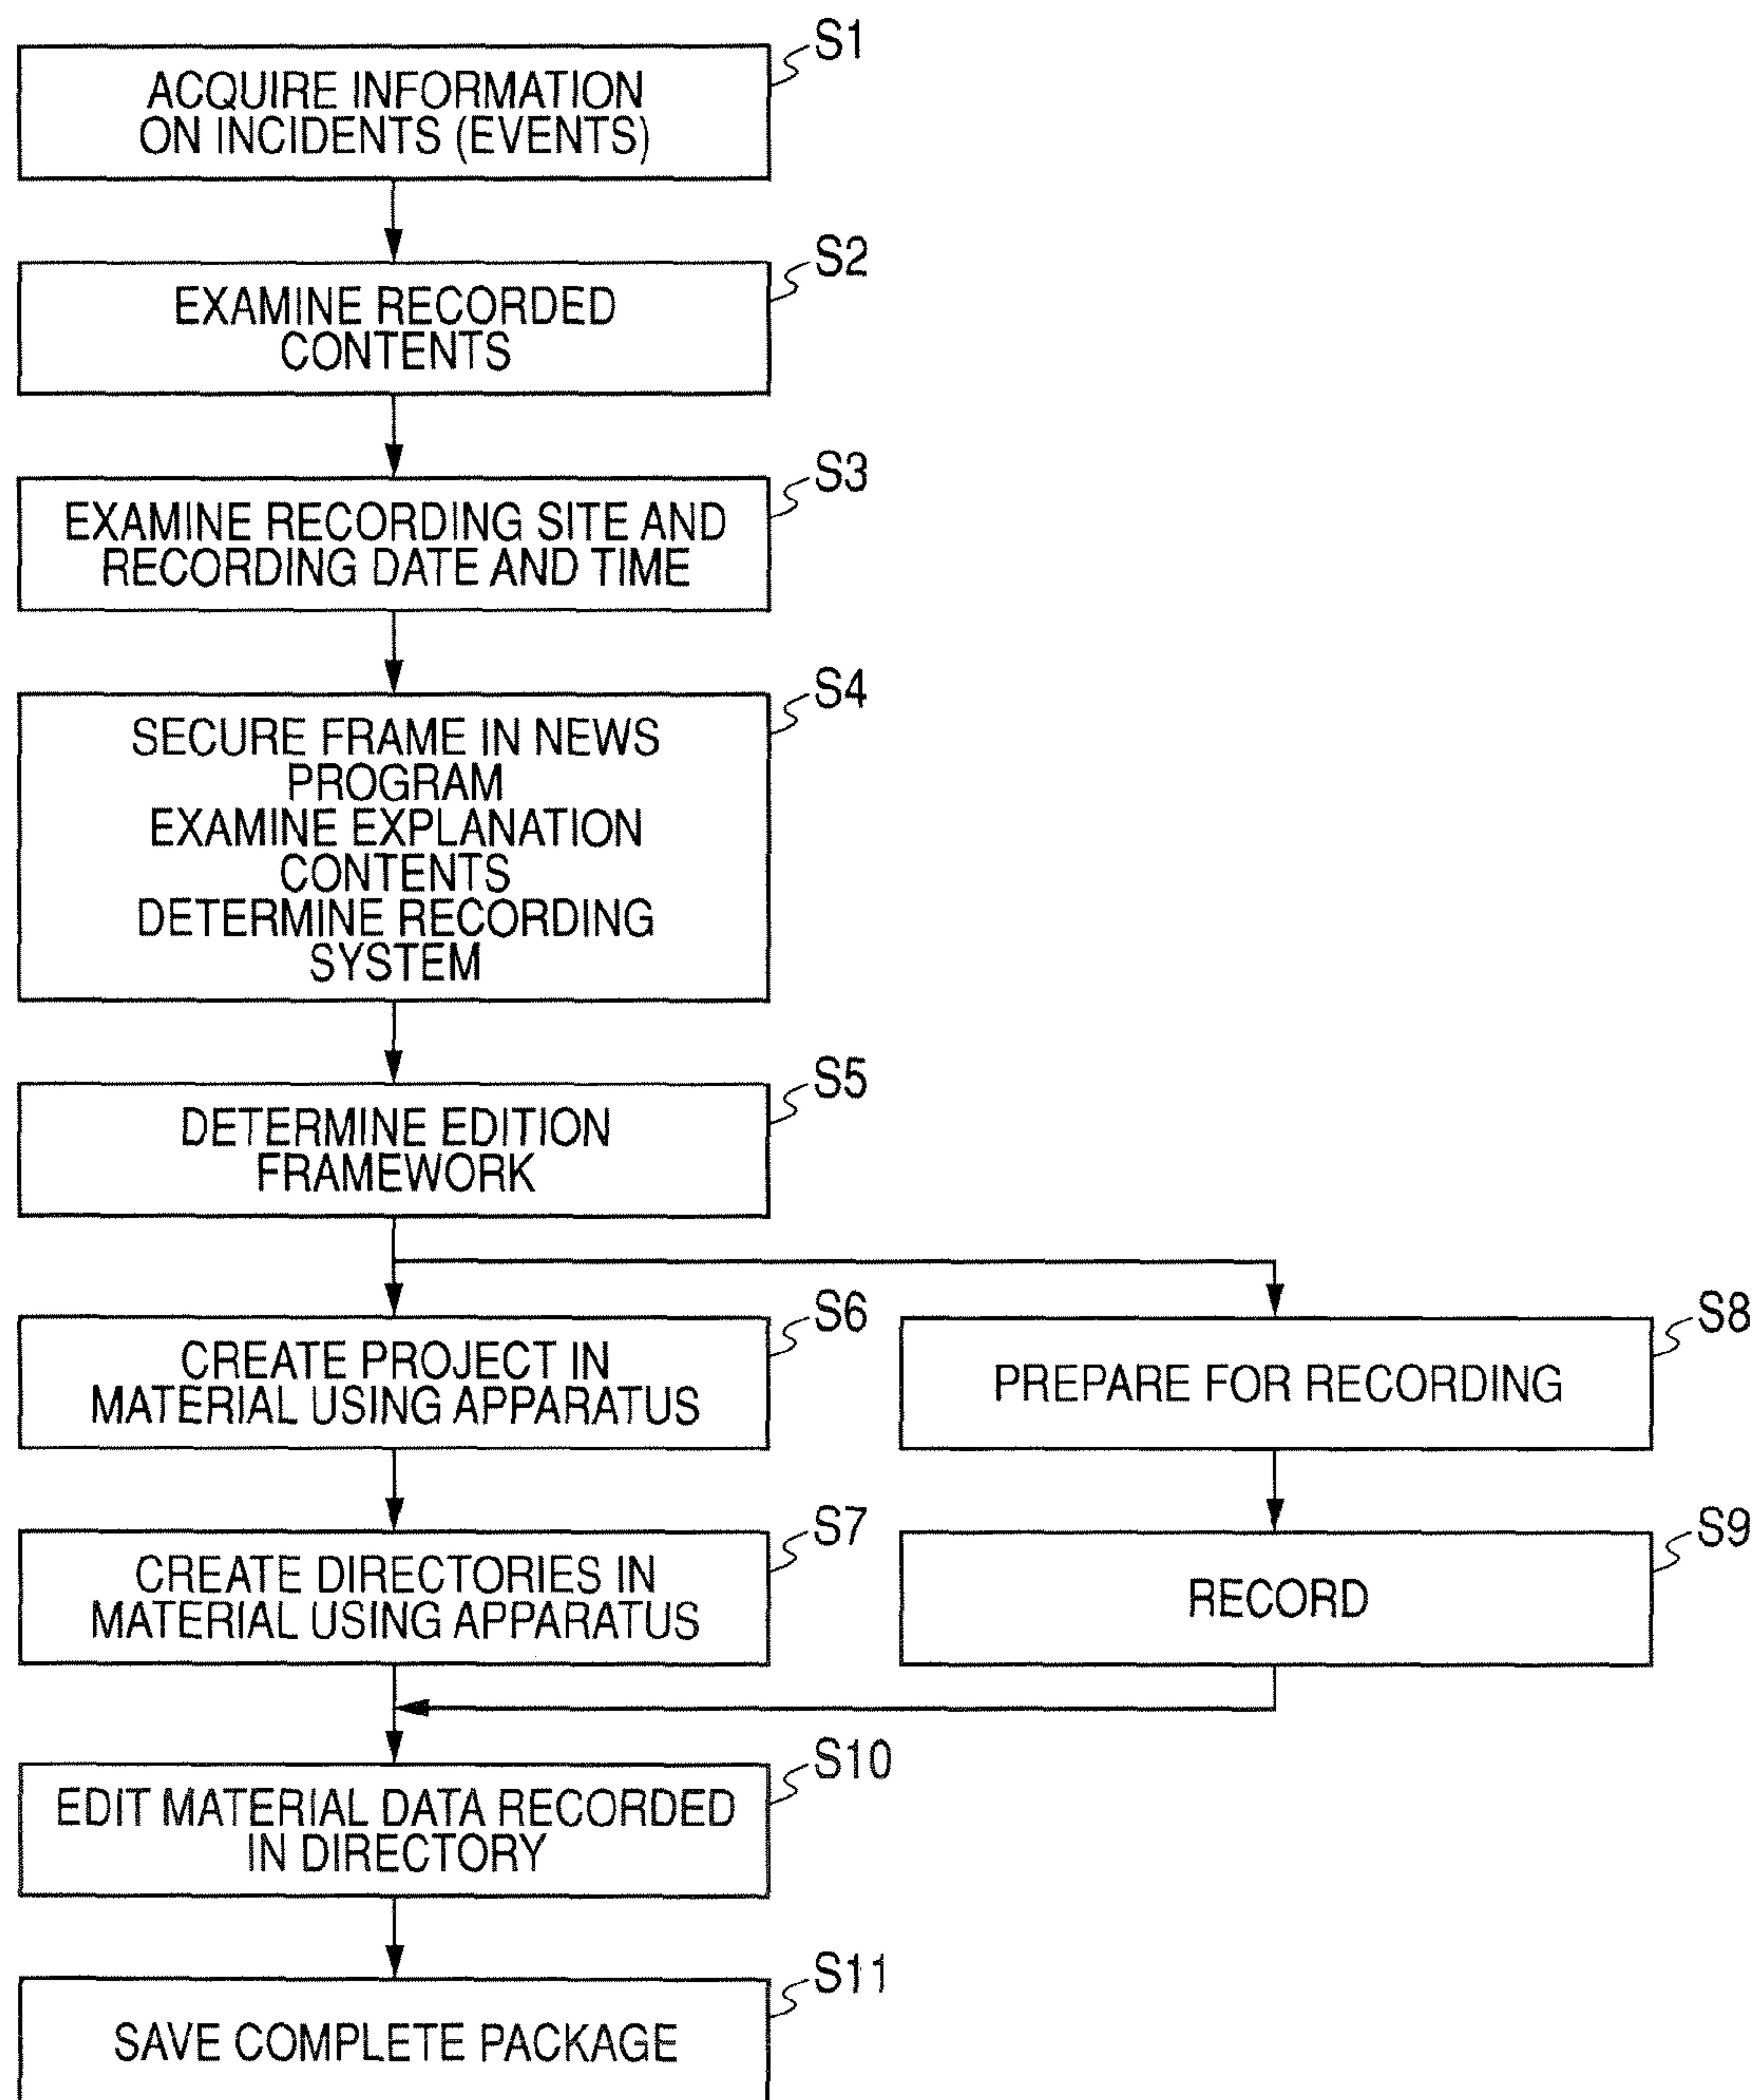 S1
ACQUIRE INFORMATION
ON INCIDENTS (EVENTS)
S2
EXAMINE RECORDED
CONTENTS
S3
EXAMINE RECORDING SITE AND
RECORDING DATE AND TIME
S4
SECURE FRAME IN NEWS
PROGRAM
EXAMINE EXPLANATION
CONTENTS
DETERMINE RECORDING
SYSTEM
S5
DETERMINE EDITION
FRAMEWORK
S6
CREATE PROJECT IN
MATERIAL USING APPARATUS
S8
PREPARE FOR RECORDING
S7
CREATE DIRECTORIES IN
MATERIAL USING APPARATUS
S9
RECORD
S10
EDIT MATERIAL DATA RECORDED
IN DIRECTORY
S11
SAVE COMPLETE PACKAGE